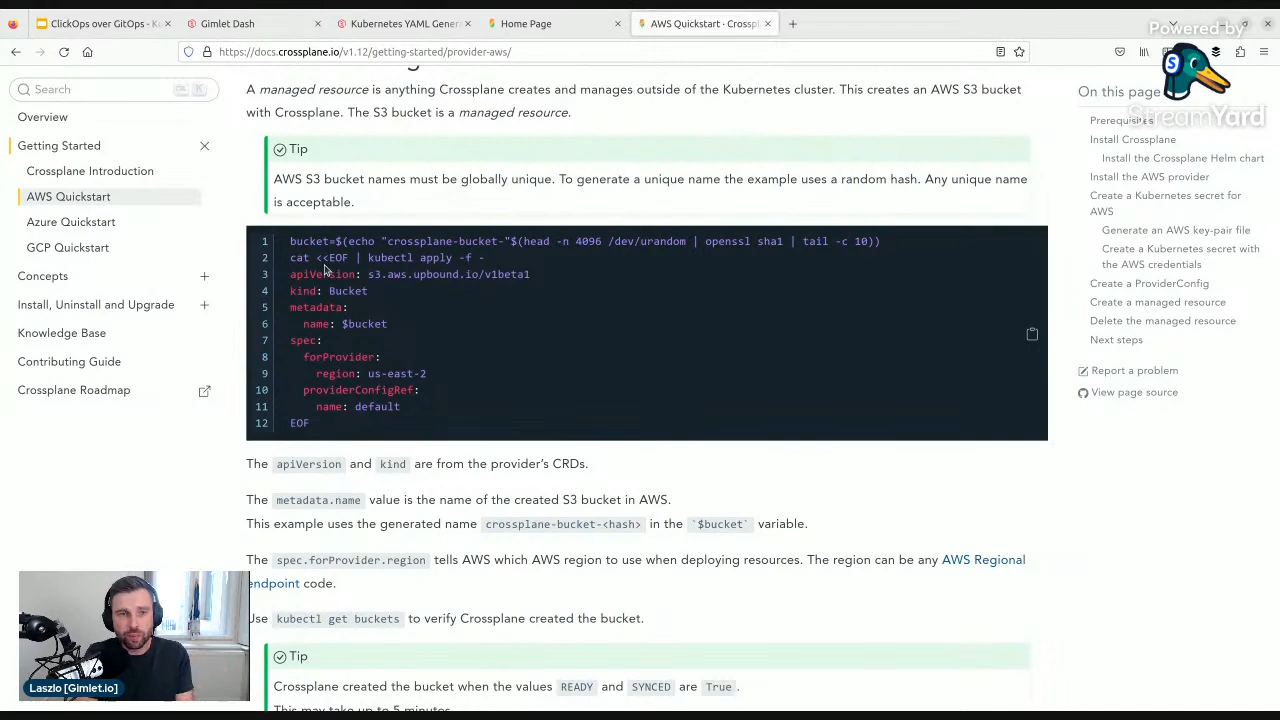 ClickOps over GitOps - K
Gimlet Dash
Kubernetes YAML Genera
Home Page
AWS Quickstart · Crosspl
Powered by
StreamYard
https://docs.crossplane.io/v1.12/getting-started/provider-aws/
Search
Overview
Getting Started
Crossplane Introduction
AWS Quickstart
Azure Quickstart
GCP Quickstart
Concepts
Install, Uninstall and Upgrade
Knowledge Base
Contributing Guide
Crossplane Roadmap
A managed resource is anything Crossplane creates and manages outside of the Kubernetes cluster. This creates an AWS S3 bucket
with Crossplane. The S3 bucket is a managed resource.
Tip
AWS S3 bucket names must be globally unique. To generate a unique name the example uses a random hash. Any unique name
is acceptable.
1 bucket=$(echo "crossplane-bucket-"$(head -n 4096 /dev/urandom | openssl sha1 | tail -c 10))
2 cat <<EOF | kubectl apply -f -
3 apiVersion: s3.aws.upbound.io/v1beta1
4 kind: Bucket
5 metadata:
6 name: $bucket
7 spec:
8 forProvider:
9 region: us-east-2
10 providerConfigRef:
11 name: default
12 EOF
The apiVersion and kind are from the provider's CRDs.
The metadata.name value is the name of the created S3 bucket in AWS.
This example uses the generated name crossplane-bucket-<hash> in the `$bucket` variable.
The spec.forProvider.region tells AWS which AWS region to use when deploying resources. The region can be any AWS Regional
endpoint code.
Use kubectl get buckets to verify Crossplane created the bucket.
Tip
Crossplane created the bucket when the values READY and SYNCED are True.
This may take up to 5 minutes.
On this page
Prerequisites
Install Crossplane
Install the Crossplane Helm chart
Install the AWS provider
Create a Kubernetes secret for
AWS
Generate an AWS key-pair file
Create a Kubernetes secret with
the AWS credentials
Create a ProviderConfig
Create a managed resource
Delete the managed resource
Next steps
Report a problem
View page source
Laszlo [Gimlet.io]